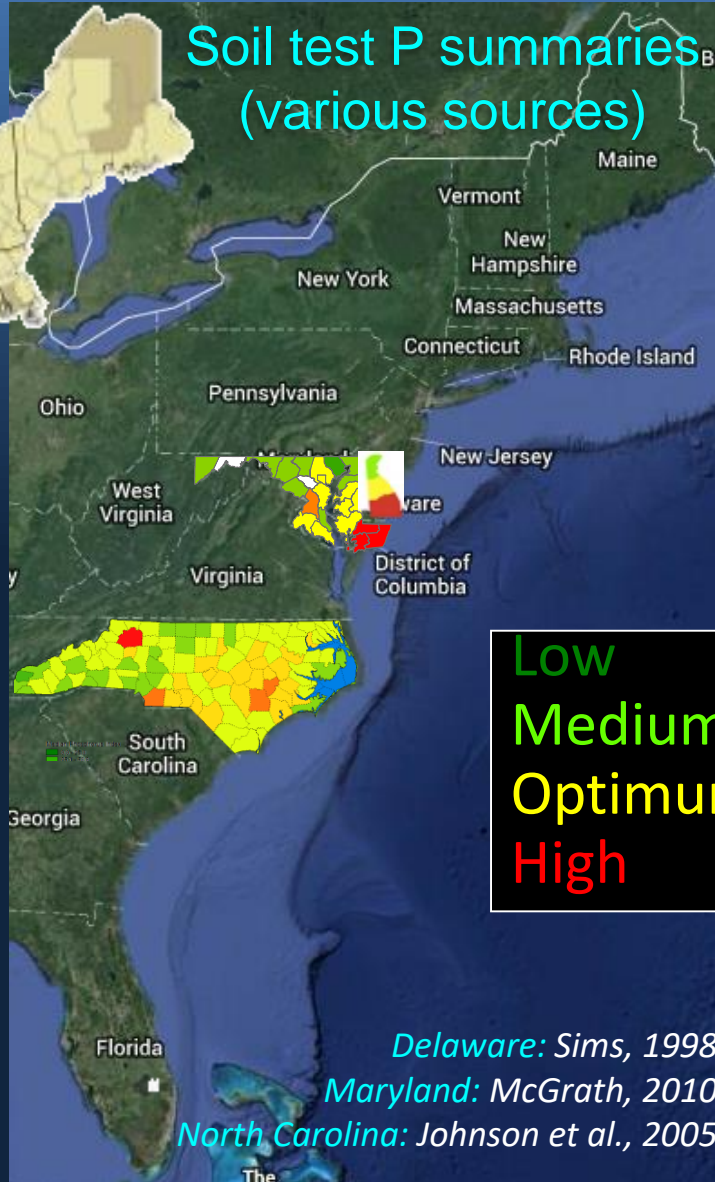 Soil test P summaries
(various sources)
B
Maine
Vermont
New
Hampshire
New York
Massachusetts
Connecticut
Rhode Island
Ohio
Pennsylvania
New Jersey
ware
West
Virginia
District of
Columbia
Virginia
y
Low
Medium
Optimu
High
South
Carolina
Georgia
Florida
Delaware: Sims, 1998
Maryland: McGrath, 2010
North Carolina: Johnson et al., 2005
The